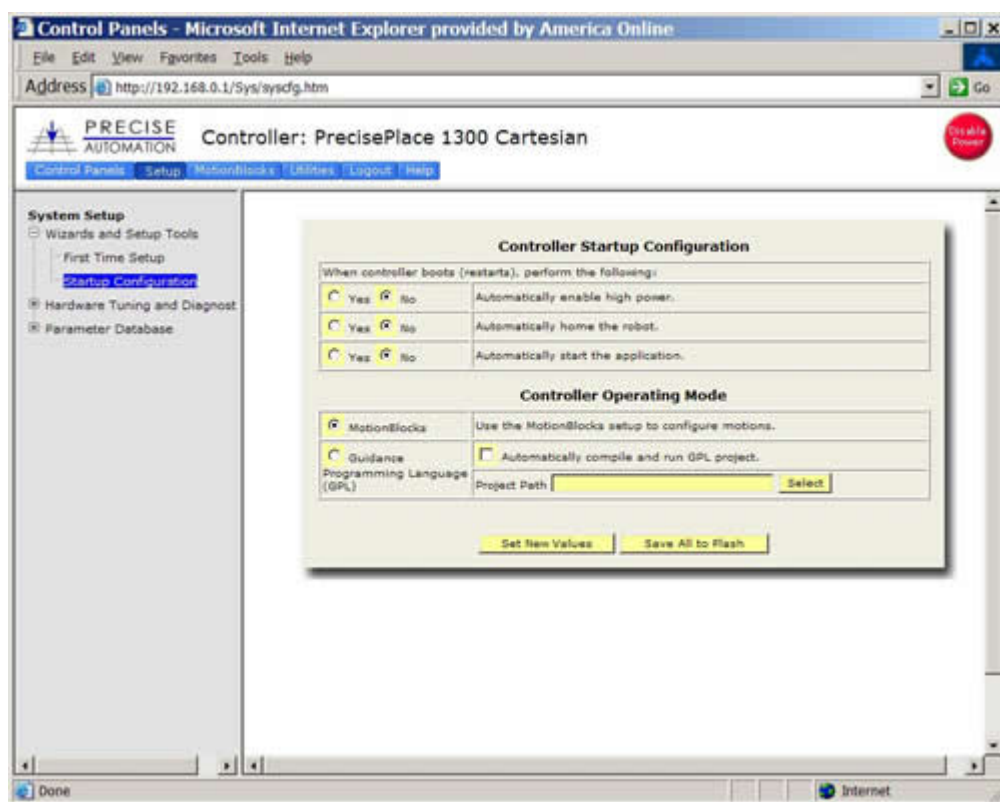 Control Panels - Microsoft Internet Explorer provided by America Online
File Edit View Favorites Tools Help
Address http://192.168.0.1/Sys/syscfg.htm Go
PRECISE
AUTOMATION
Controller: PrecisePlace 1300 Cartesian
Disable
Power
Control Panels Setup MotionBlocks Utilities Logout Help
System Setup
Wizards and Setup Tools
First Time Setup
Startup Configuration
Hardware Tuning and Diagnost
Parameter Database
Controller Startup Configuration
When controller boots (restarts), perform the following:
Yes No Automatically enable high power.
Yes No Automatically home the robot.
Yes No Automatically start the application.
Controller Operating Mode
MotionBlocks Use the MotionBlocks setup to configure motions.
Guidance
Programming Language
(GPL)
Automatically compile and run GPL project.
Project Path Select
Set New Values Save All to Flash
Done Internet